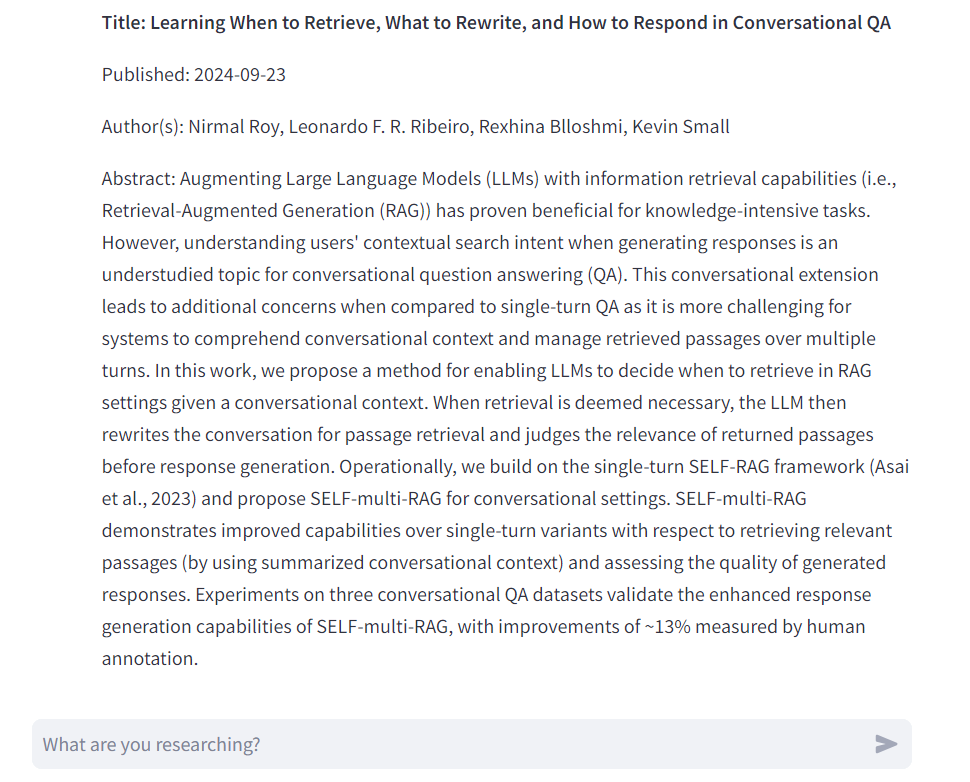 Title: Learning When to Retrieve, What to Rewrite, and How to Respond in Conversational QA
Published: 2024-09-23
Author(s): Nirmal Roy, Leonardo F. R. Ribeiro, Rexhina Blloshmi, Kevin Small
Abstract: Augmenting Large Language Models (LLMs) with information retrieval capabilities (i.e.,
Retrieval-Augmented Generation (RAG)) has proven beneficial for knowledge-intensive tasks.
However, understanding users' contextual search intent when generating responses is an
understudied topic for conversational question answering (QA). This conversational extension
leads to additional concerns when compared to single-turn QA as it is more challenging for
systems to comprehend conversational context and manage retrieved passages over multiple
turns. In this work, we propose a method for enabling LLMs to decide when to retrieve in RAG
settings given a conversational context. When retrieval is deemed necessary, the LLM then
rewrites the conversation for passage retrieval and judges the relevance of returned passages
before response generation. Operationally, we build on the single-turn SELF-RAG framework (Asai
et al., 2023) and propose SELF-multi-RAG for conversational settings. SELF-multi-RAG
demonstrates improved capabilities over single-turn variants with respect to retrieving relevant
passages (by using summarized conversational context) and assessing the quality of generated
responses. Experiments on three conversational QA datasets validate the enhanced response
generation capabilities of SELF-multi-RAG, with improvements of ~13% measured by human
annotation.
What are you researching?